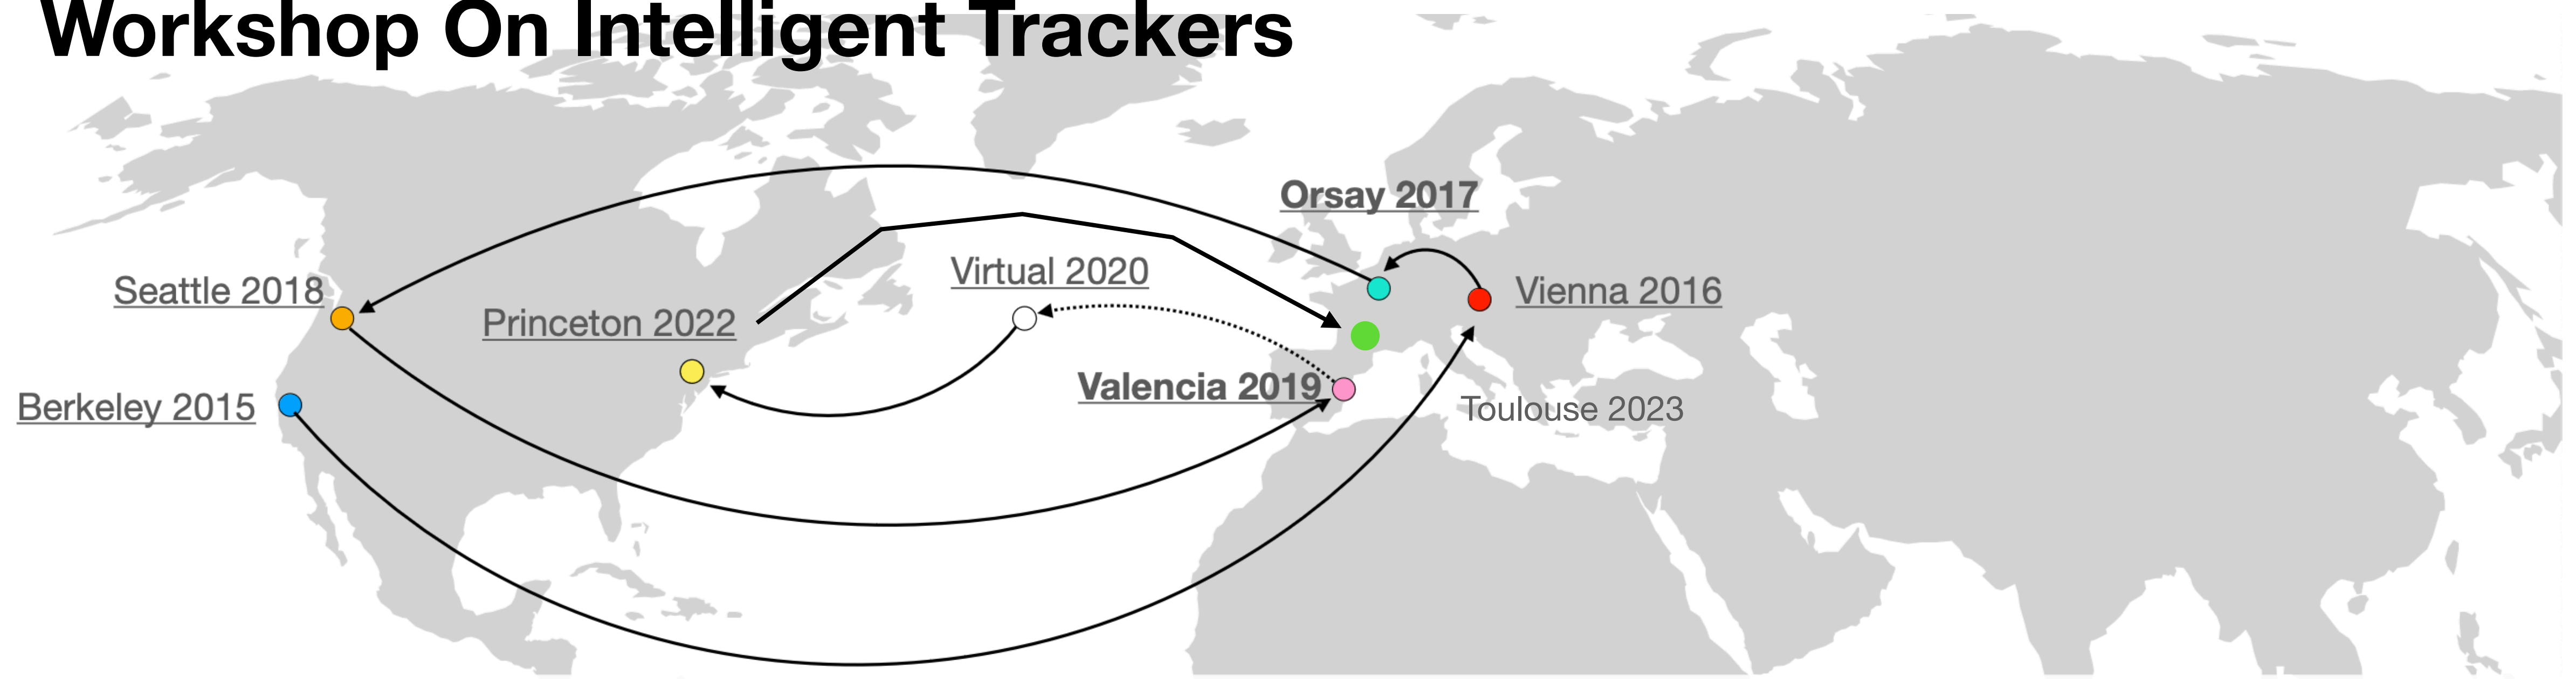 Workshop On Intelligent Trackers
Orsay 2017
Virtual 2020
Seattle 2018
Vienna 2016
Princeton 2022
Valencia 2019
Berkeley 2015
Toulouse 2023